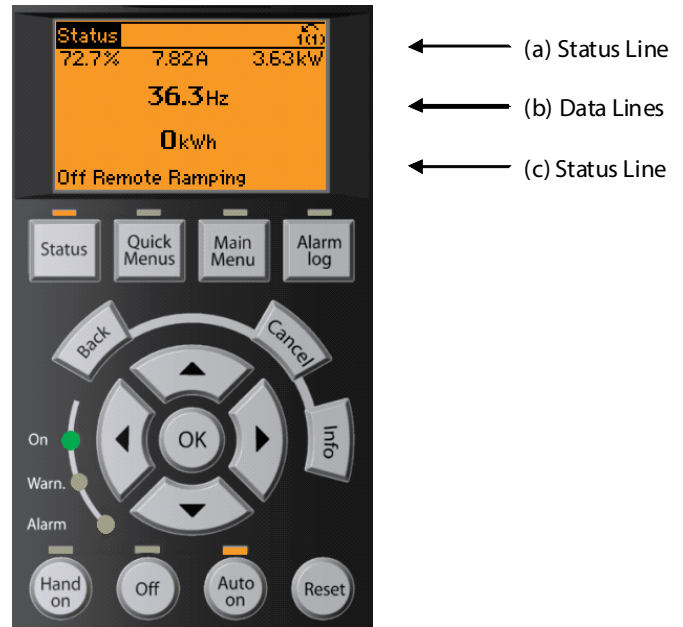 Status 1(1)
72.7% 7.82A 3.63kW
36.3Hz
0kWh
Off Remote Ramping
(a) Status Line
(b) Data Lines
(c) Status Line
Status
Quick
Menus
Main
Menu
Alarm
log
Back
Cancel
OK
Info
On
Warn.
Alarm
Hand
on
Off
Auto
on
Reset